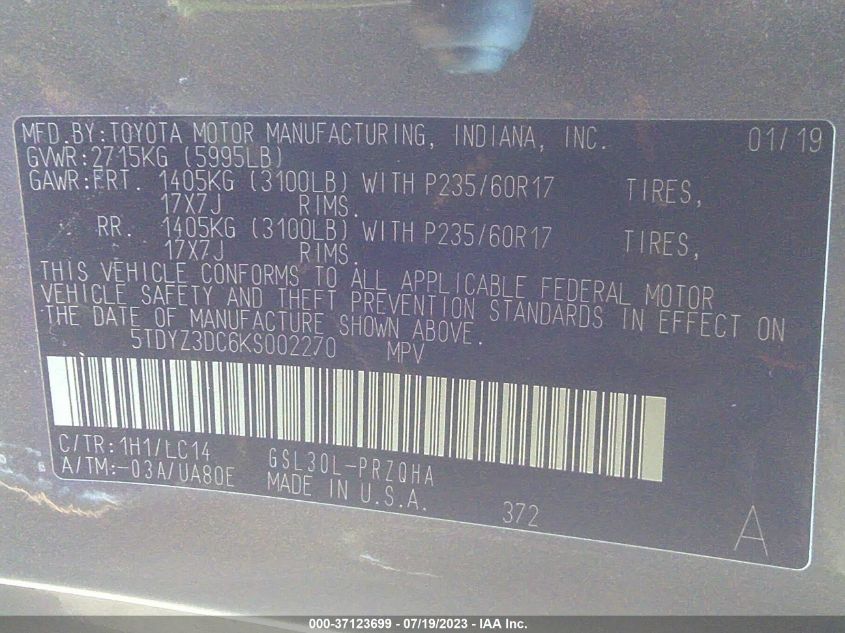 MFD.BY:TOYOTA MOTOR MANUFACTURING, INDIANA, INC. 01/19
GVWR:2715KG (5995LB)
GAWR:FRT. 1405KG (3100LB) WITH P235/60R17 TIRES,
17X7J RIMS.
RR. 1405KG (3100LB) WITH P235/60R17 TIRES,
17X7J RIMS.
THIS VEHICLE CONFORMS TO ALL APPLICABLE FEDERAL MOTOR
VEHICLE SAFETY AND THEFT PREVENTION STANDARDS IN EFFECT ON
THE DATE OF MANUFACTURE SHOWN ABOVE.
5TDYZ3DC6KS002270 MPV
C/TR:1H1/LC14 GSL30L-PRZQHA
A/TM:-03A/UA80E MADE IN U.S.A. 372 A
000-37123699 - 07/19/2023 - IAA Inc.